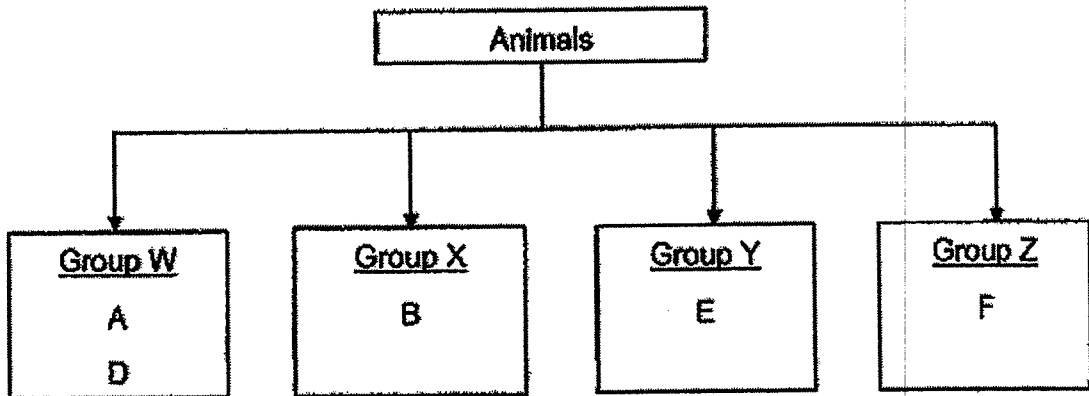 Animals
Group W
A
D
Group X
B
Group Y
E
Group Z
F